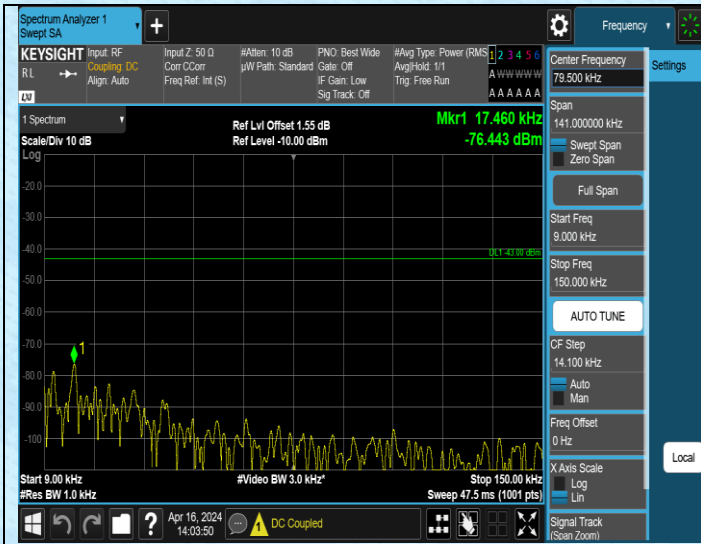 Spectrum Analyzer 1
Swept SA
+
Frequency
KEYSIGHT
RL
LXI
Input: RF
Coupling: DC
Align: Auto
Input Z: 50 Ω
Corr CCorr
Freq Ref: Int (S)
#Atten: 10 dB
µW Path: Standard
PNO: Best Wide
Gate: Off
IF Gain: Low
Sig Track: Off
#Avg Type: Power (RMS
Avg|Hold: 1/1
Trig: Free Run
1 2 3 4 5 6
A W W W W W
A A A A A A
1 Spectrum
Scale/Div 10 dB
Ref Lvl Offset 1.55 dB
Ref Level -10.00 dBm
Mkr1 17.460 kHz
-76.443 dBm
Log
-20.0
-30.0
-40.0
-50.0
-60.0
-70.0
-80.0
-90.0
-100
DL1 -43.00 dBm
1
Start 9.00 kHz
#Res BW 1.0 kHz
#Video BW 3.0 kHz*
Stop 150.00 kHz
Sweep 47.5 ms (1001 pts)
?
Apr 16, 2024
14:03:50
1
DC Coupled
Center Frequency
79.500 kHz
Span
141.000000 kHz
Swept Span
Zero Span
Full Span
Start Freq
9.000 kHz
Stop Freq
150.000 kHz
AUTO TUNE
CF Step
14.100 kHz
Auto
Man
Freq Offset
0 Hz
X Axis Scale
Log
Lin
Signal Track
(Span Zoom)
Settings
Local